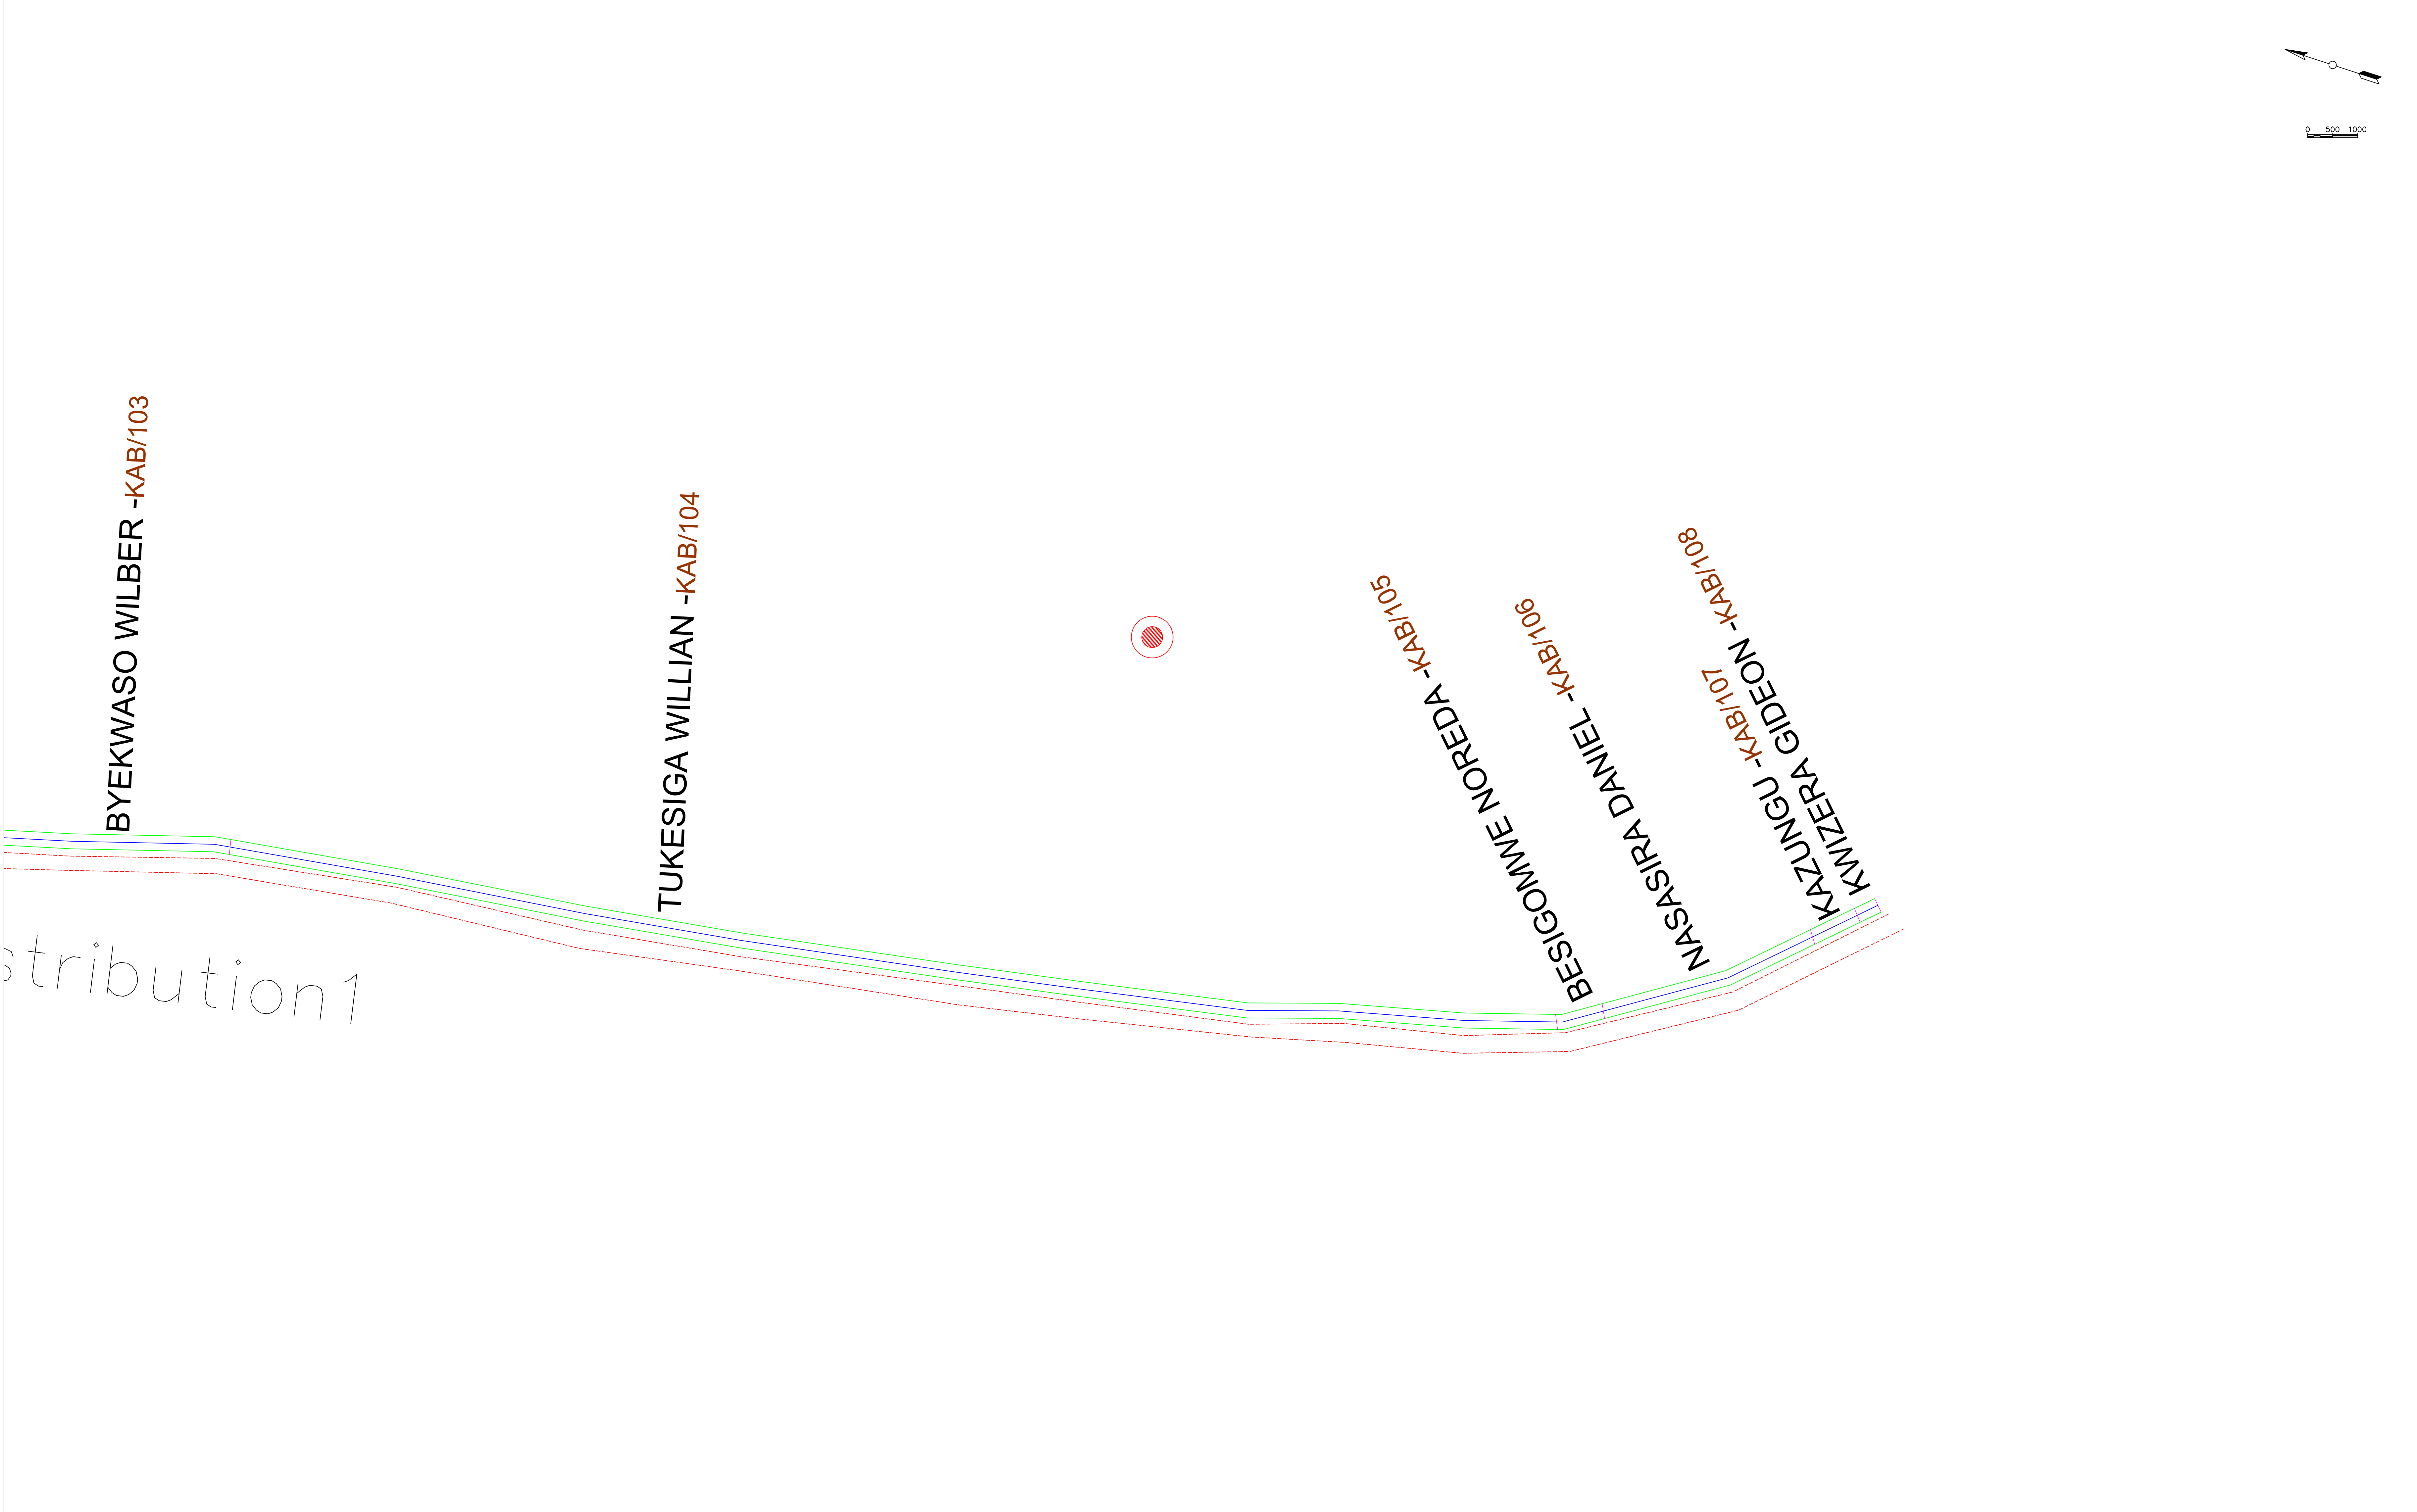 0 500 1000
BYEKWASO WILBER -KAB/103
TUKESIGA WILLIAN -KAB/104
BESIGOMWE NOREDA - KAB/105
MASASIRA DANIEL - KAB/106
KAZUNGU - KAB/107
KWIZERA GIDEON - KAB/108
stribution1